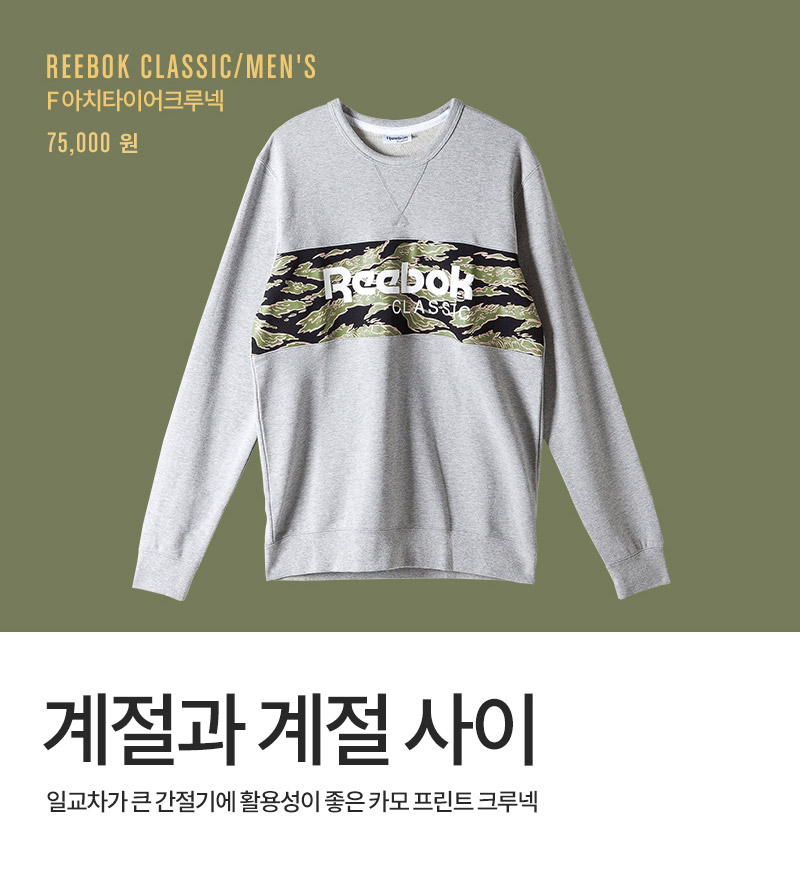 REEBOK CLASSIC/MEN'S
F아치타이어크루넥
75,000 원
Reebok
CLASSIC
계절과 계절 사이
일교차가 큰 간절기에 활용성이 좋은 카모 프린트 크루넥